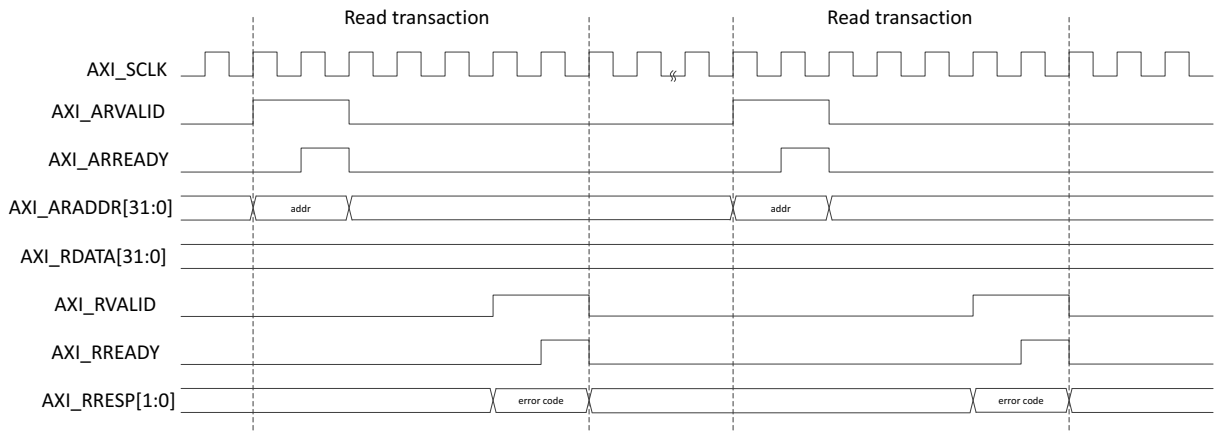 Read transaction Read transaction
AXI_SCLK
AXI_ARVALID
AXI_ARREADY
AXI_ARADDR[31:0] addr addr
AXI_RDATA[31:0]
AXI_RVALID
AXI_RREADY
AXI_RRESP[1:0] error code error code